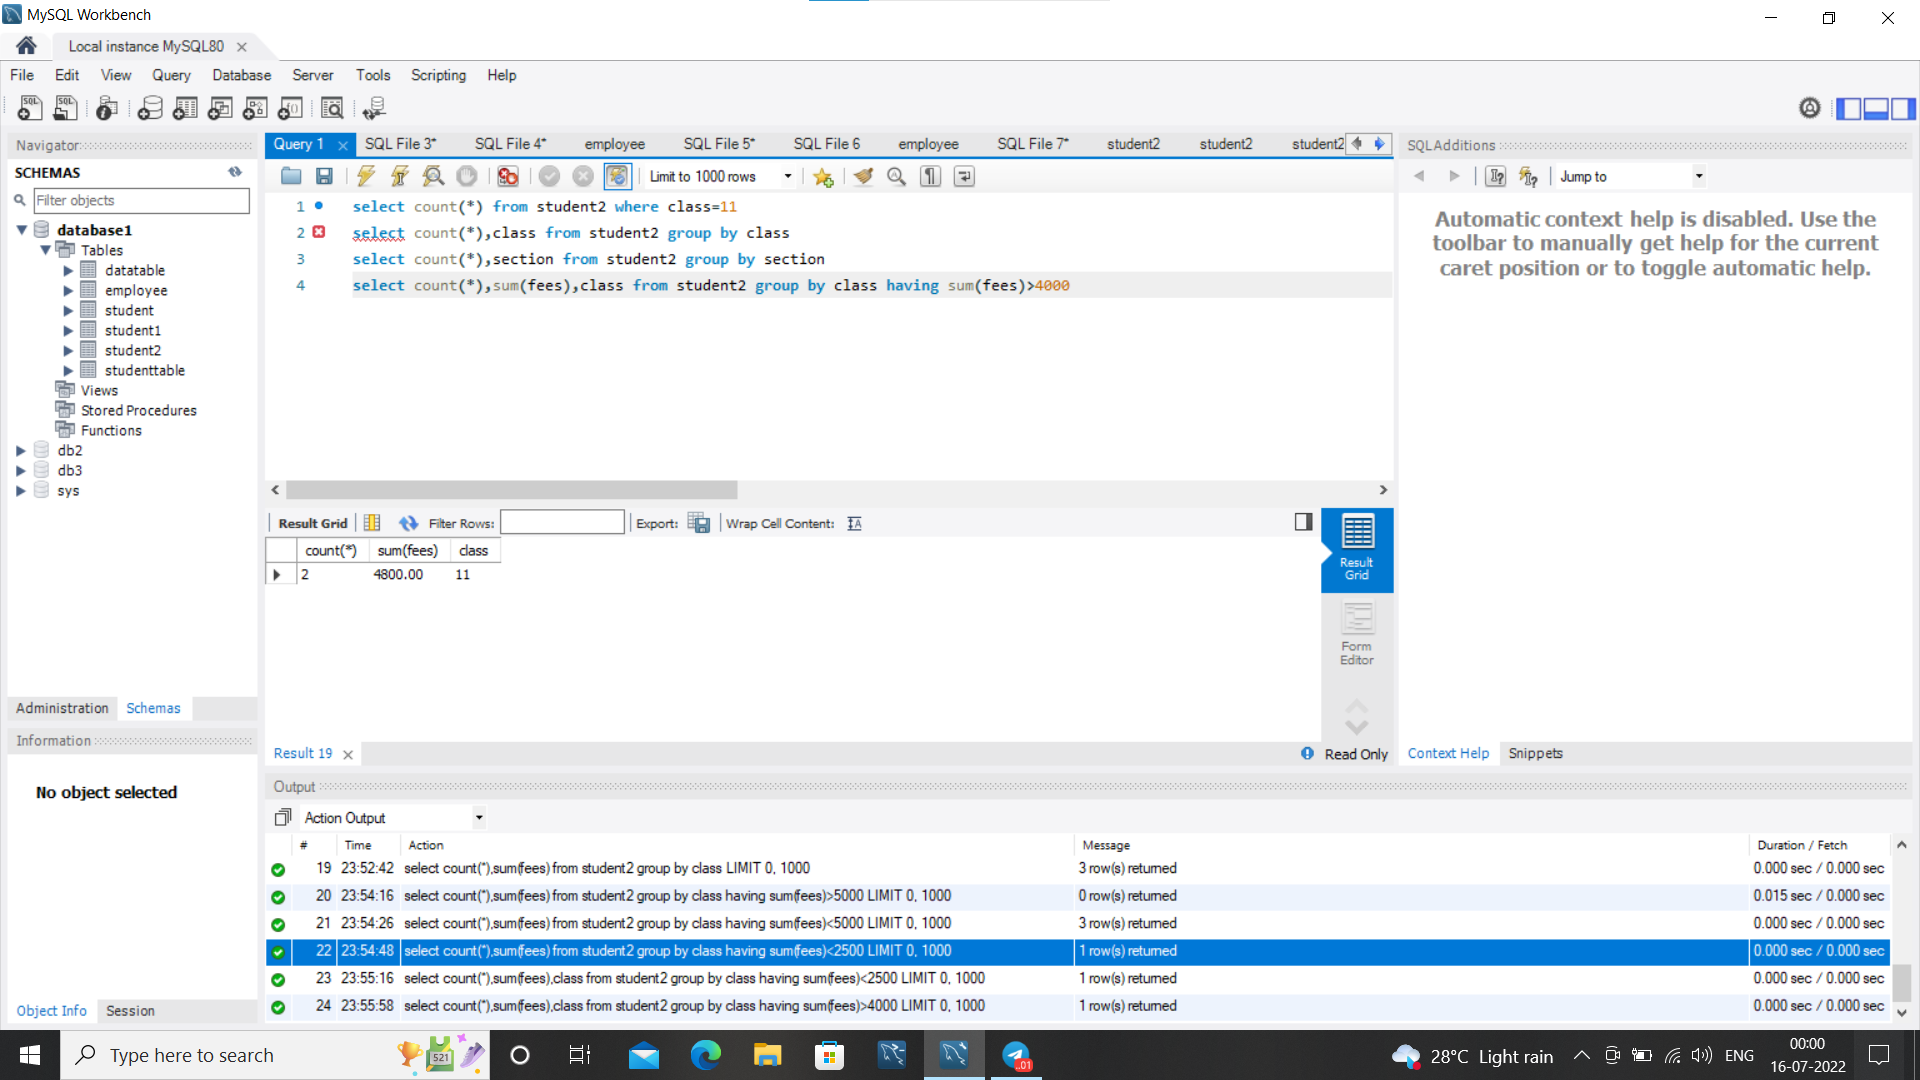 MySQL Workbench
Local instance MySQL80
File Edit View Query Database Server Tools Scripting Help
Navigator
SCHEMAS
Filter objects
database1
Tables
datatable
employee
student
student1
student2
studenttable
Views
Stored Procedures
Functions
db2
db3
sys
Administration Schemas
Information
No object selected
Object Info Session
Query 1 SQL File 3* SQL File 4* employee SQL File 5* SQL File 6 employee SQL File 7* student2 student2 student2
Limit to 1000 rows
1 select count(*) from student2 where class=11
2 select count(*),class from student2 group by class
3 select count(*),section from student2 group by section
4 select count(*),sum(fees),class from student2 group by class having sum(fees)>4000
Result Grid Filter Rows: Export: Wrap Cell Content:
count(*) sum(fees) class
2 4800.00 11
Result Grid
Form Editor
Result 19 Read Only
SQLAdditions
Jump to
Automatic context help is disabled. Use the
toolbar to manually get help for the current
caret position or to toggle automatic help.
Context Help Snippets
Output
Action Output
# Time Action Message Duration / Fetch
19 23:52:42 select count(*),sum(fees) from student2 group by class LIMIT 0, 1000 3 row(s) returned 0.000 sec / 0.000 sec
20 23:54:16 select count(*),sum(fees) from student2 group by class having sum(fees)>5000 LIMIT 0, 1000 0 row(s) returned 0.015 sec / 0.000 sec
21 23:54:26 select count(*),sum(fees) from student2 group by class having sum(fees)<5000 LIMIT 0, 1000 3 row(s) returned 0.000 sec / 0.000 sec
22 23:54:48 select count(*),sum(fees) from student2 group by class having sum(fees)<2500 LIMIT 0, 1000 1 row(s) returned 0.000 sec / 0.000 sec
23 23:55:16 select count(*),sum(fees),class from student2 group by class having sum(fees)<2500 LIMIT 0, 1000 1 row(s) returned 0.000 sec / 0.000 sec
24 23:55:58 select count(*),sum(fees),class from student2 group by class having sum(fees)>4000 LIMIT 0, 1000 1 row(s) returned 0.000 sec / 0.000 sec
Type here to search
521
..01
28°C Light rain
ENG
00:00
16-07-2022